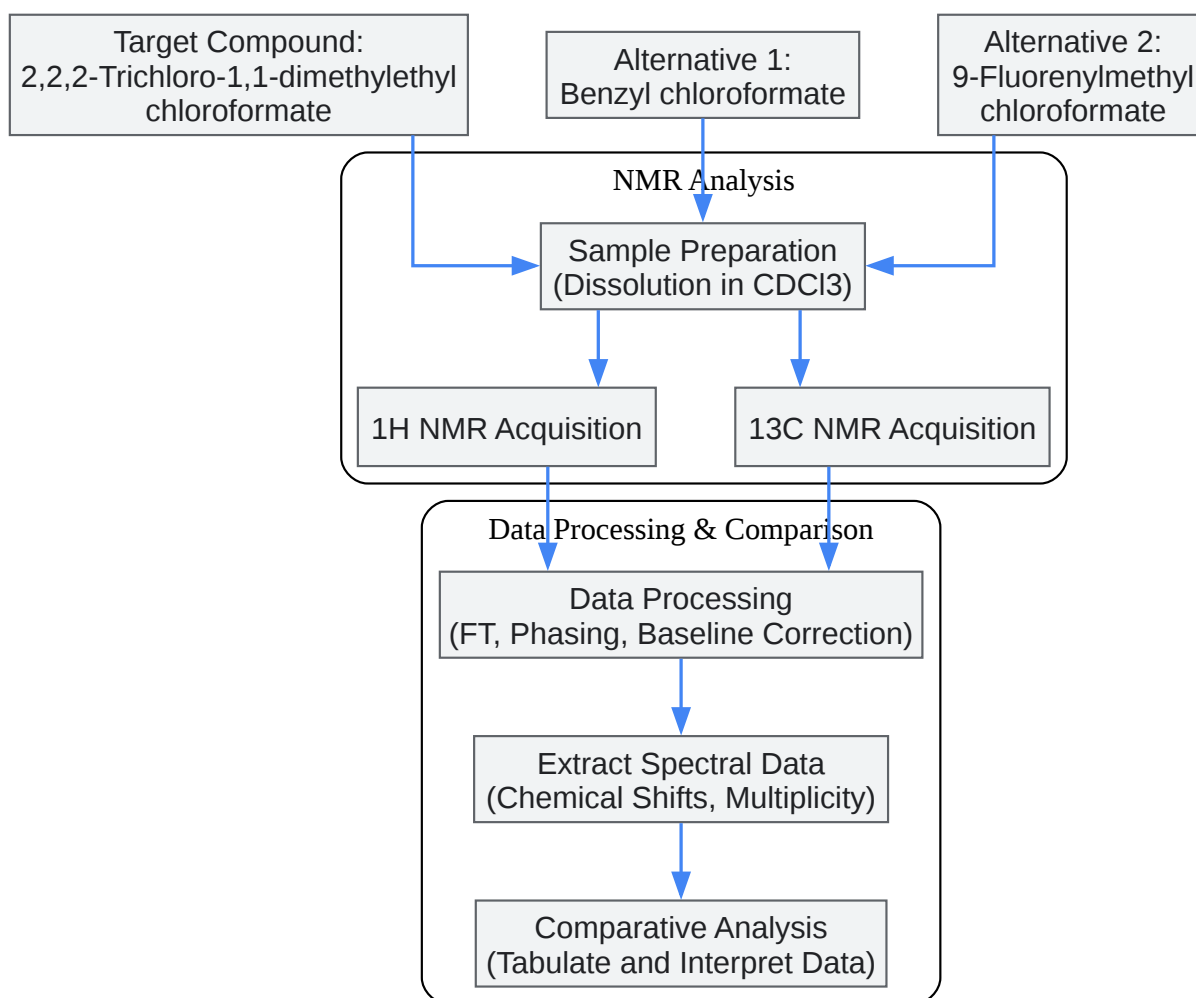 Target Compound:
2,2,2-Trichloro-1,1-dimethylethyl
chloroformate
Alternative 1:
Benzyl chloroformate
Alternative 2:
9-Fluorenylmethyl
chloroformate
NMR Analysis
Sample Preparation
(Dissolution in CDCl3)
1H NMR Acquisition
13C NMR Acquisition
Data Processing & Comparison
Data Processing
(FT, Phasing, Baseline Correction)
Extract Spectral Data
(Chemical Shifts, Multiplicity)
Comparative Analysis
(Tabulate and Interpret Data)